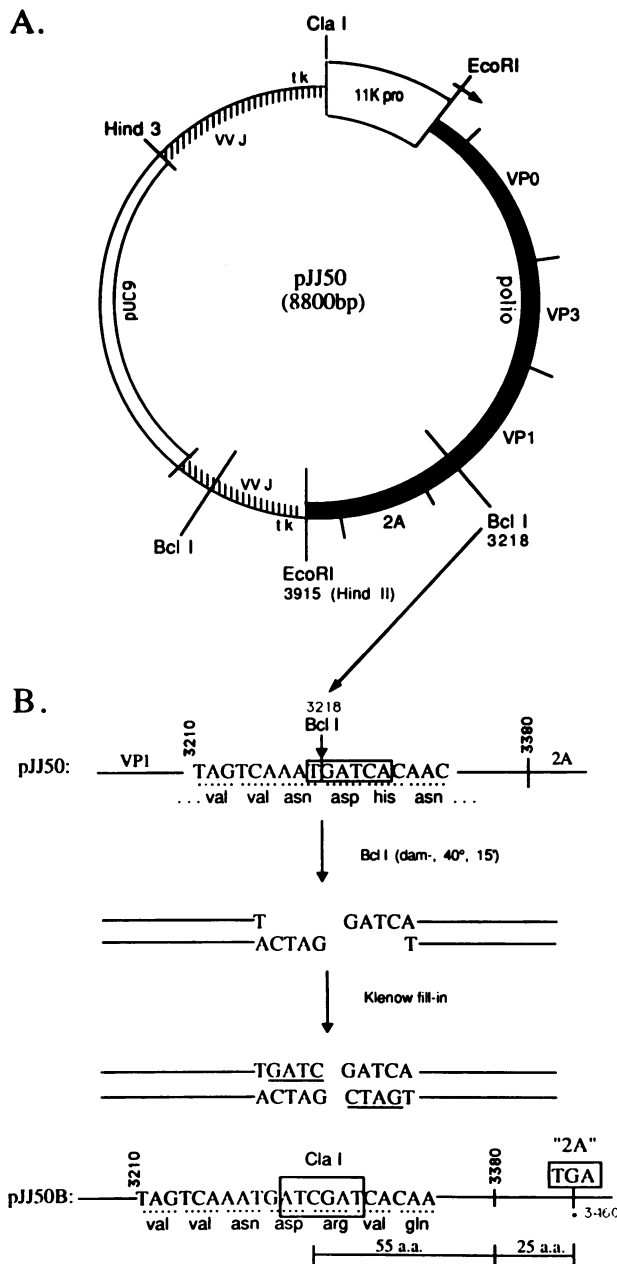 A.
Cla I
EcoRI
11K pro
tk
VV J
Hind 3
VP0
pJJ50
(8800bp)
polio
VP3
pUC9
VP1
Bcl I
3218
2A
VV J
tk
Bcl I
EcoRI
3915 (Hind II)
B.
3218
Bcl I
3210
3380
pJJ50:
VP1
TAGTCAAATGATCACAAC
2A
... val val asn asp his asn ...
Bcl I (dam-, 40°, 15')
T GATCA
ACTAG T
Klenow fill-in
TGATC GATCA
ACTAG CTAGT
"2A"
3210
Cla I
3380
TGA
pJJ50B:
TAGTCAAATGATCGATCACAA
val val asn asp arg val gln
3460
55 a.a.
25 a.a.